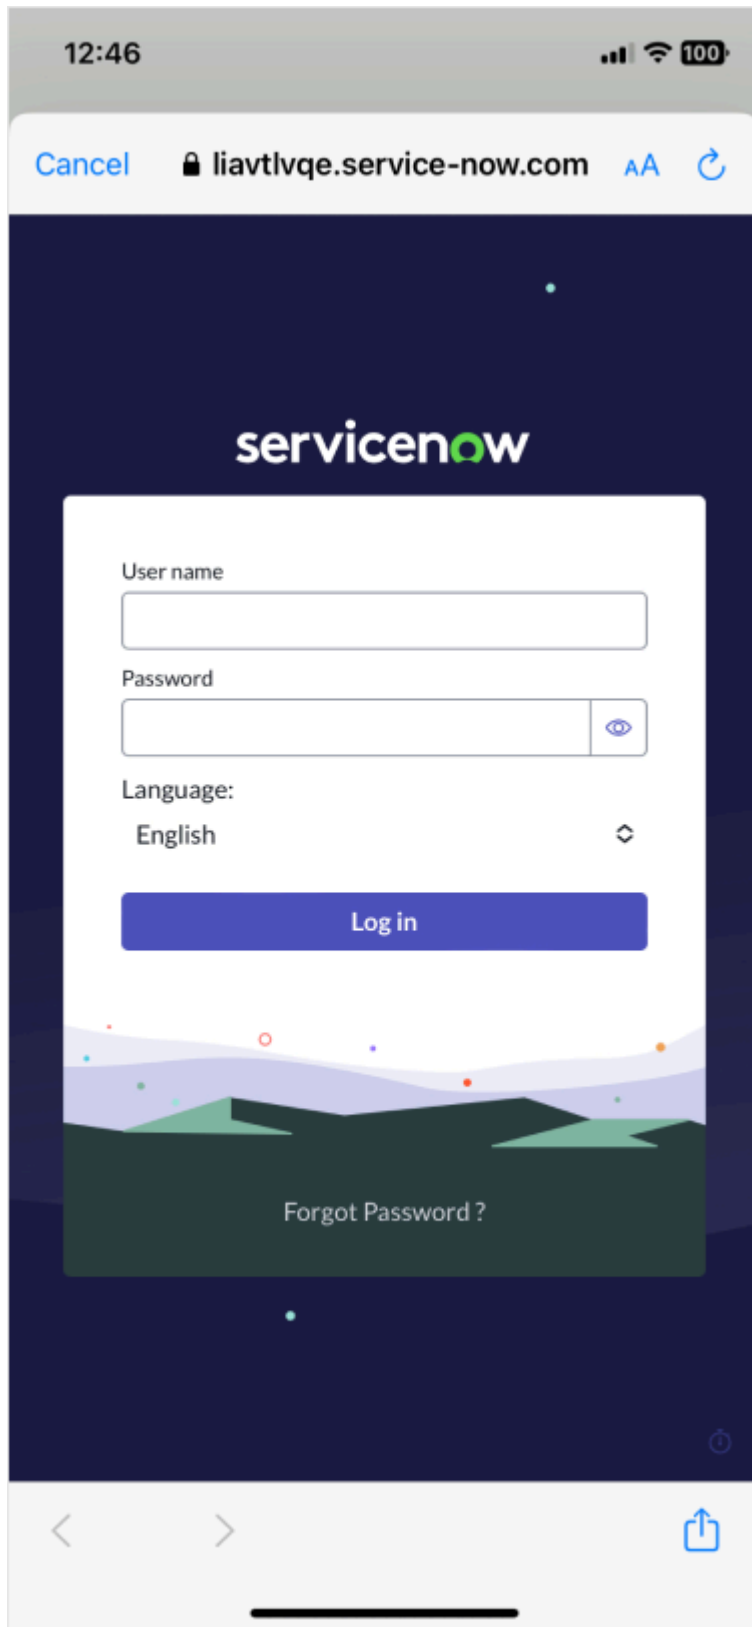 12:46
100
Cancel liavtlvqe.service-now.com AA
servicenow
User name
Password
Language:
English
Log in
Forgot Password ?